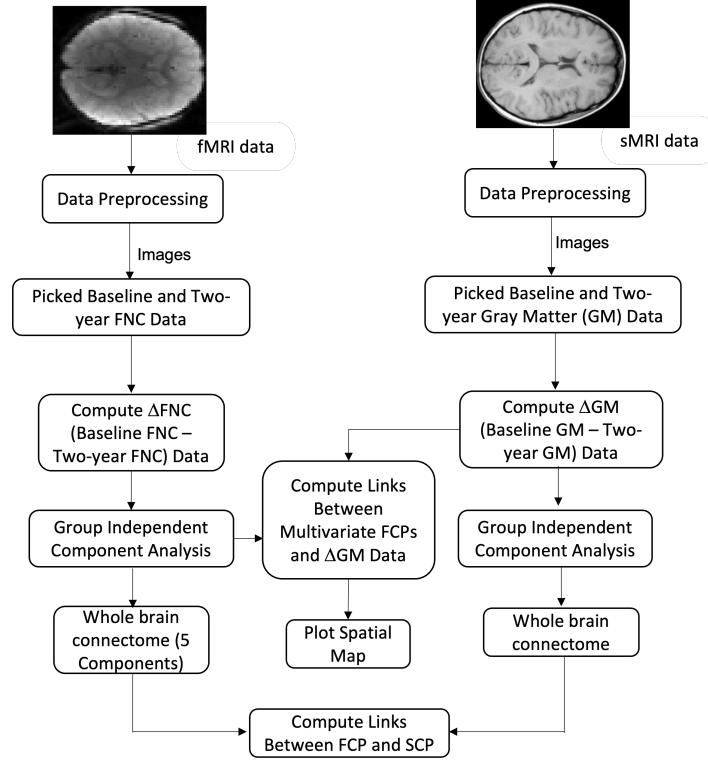 fMRI data
sMRI data
Data Preprocessing
Data Preprocessing
Images
Images
Picked Baseline and Two-
year FNC Data
Picked Baseline and Two-
year Gray Matter (GM) Data
Compute ΔFNC
(Baseline FNC –
Two-year FNC) Data
Compute ΔGM
(Baseline GM – Two-
year GM) Data
Compute Links
Between
Multivariate FCPs
and ΔGM Data
Group Independent
Component Analysis
Group Independent
Component Analysis
Whole brain
connectome (5
Components)
Plot Spatial
Map
Whole brain
connectome
Compute Links
Between FCP and SCP